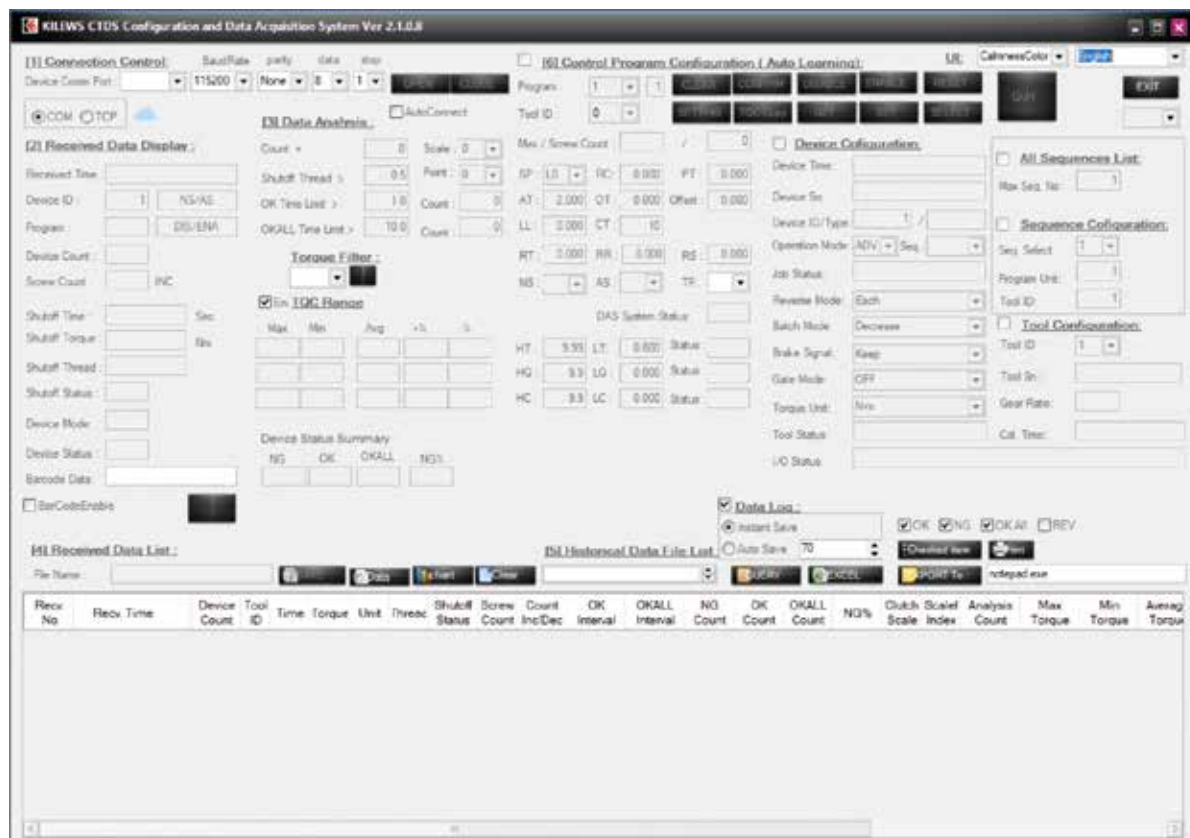 KILEWS CTDS Configuration and Data Acquisition System Ver 2.1.0.8
[1] Connection Control:
BaudRate parity data stop
Device Comm Port:
115200 None 8 1
COM TCP
AutoConnect
[2] Received Data Display :
Received Time
Device ID : 1 NS/AS
Program : DIS/ENA
Device Count :
Screw Count INC
Shutoff Time : Sec
Shutoff Torque : Nm
Shutoff Thread :
Shutoff Status :
Device Mode:
Device Status :
Barcode Data:
BarCodeEnable
[3] Data Analysis :
Count = 0 Scale : 0
Shutoff Thread > 0.5 Point : 0
OK Time Limit > 1.0 Count : 0
OKALL Time Limit > 10.0 Count : 0
Torque Filter :
En TQC Range
Max Min Avg +% -%
Device Status Summary
NG OK OKALL NG%
[6] Control Program Configuration ( Auto Learning):
Program : 1 1
Tool ID 0
Max / Screw Count / 0
SP: L0 RC: 0.000 FT: 0.000
AT: 2.000 OT: 0.000 Offset : 0.000
LL : 0.000 CT : 10
RT : 0.000 RR : 0.000 RS : 0.000
NS : AS : TR:
DAS System Status :
HT : 9.99 LT: 0.600 Status :
HQ : 9.9 LQ : 0.000 Status :
HC : 9.9 LC : 0.000 Status :
UR: CalmnessColor English
QUIT
EXIT
Device Cofiguration:
Device Time:
Device Sn:
Device ID/Type: 1 /
Operation Mode: ADV Seq.:
Job Status:
Reverse Mode: Each
Batch Mode: Decrease
Brake Signal: Keep
Gate Mode: OFF
Torque Unit: Nm
Tool Status:
I/O Status:
All Sequences List:
Max Seq. No: 1
Sequence Cofiguration:
Seq. Select 1
Program Unit: 1
Tool ID: 1
Tool Configuration:
Tool ID 1
Tool Sn :
Gear Rate:
Cal. Time:
Data Log :
Instant Save
Auto Save 70
OK NG OKAll REV
[4] Received Data List :
File Name :
Clear
[5] Historical Data File List
QUERY EXCEL
notepad.exe
Recv. No Recv. Time Device Count Tool ID Time Torque Unit Threac Shutoff Status Screw Count Count Inc/Dec OK Interval OKALL Interval NG Count OK Count OKALL Count NG% Clutch Scale Scalef Index Analysis Count Max Torque Min Torque Averag Torque